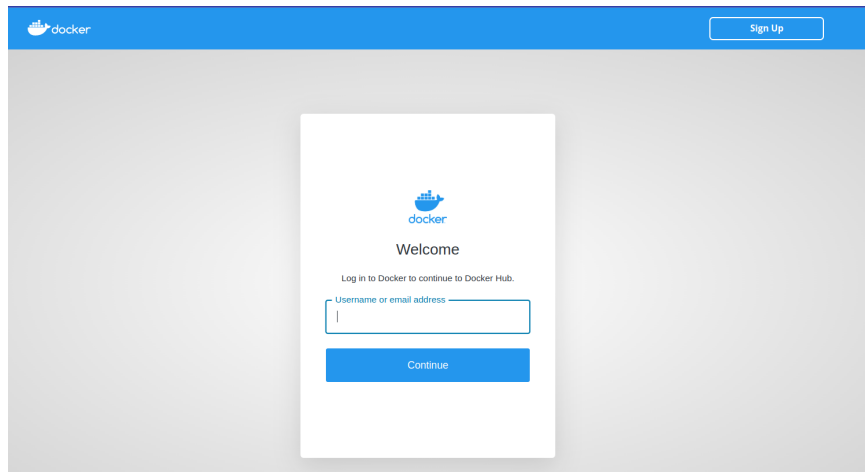 docker
Sign Up
docker
Welcome
Log in to Docker to continue to Docker Hub.
Username or email address
Continue